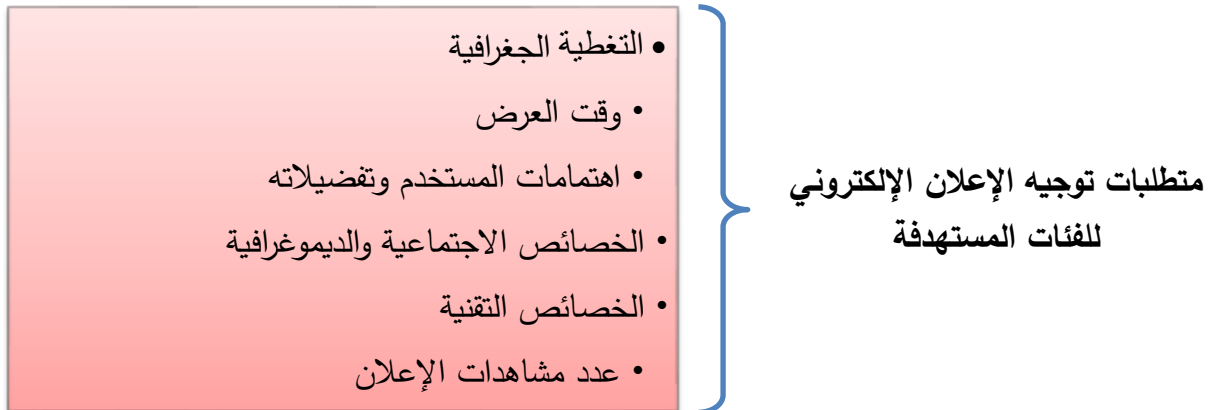 متطلبات توجيه الإعلان الإلكتروني
للفئات المستهدفة
• التغطية الجغرافية
• وقت العرض
• اهتمامات المستخدم وتفضيلاته
• الخصائص الاجتماعية والديموغرافية
• الخصائص التقنية
• عدد مشاهدات الإعلان